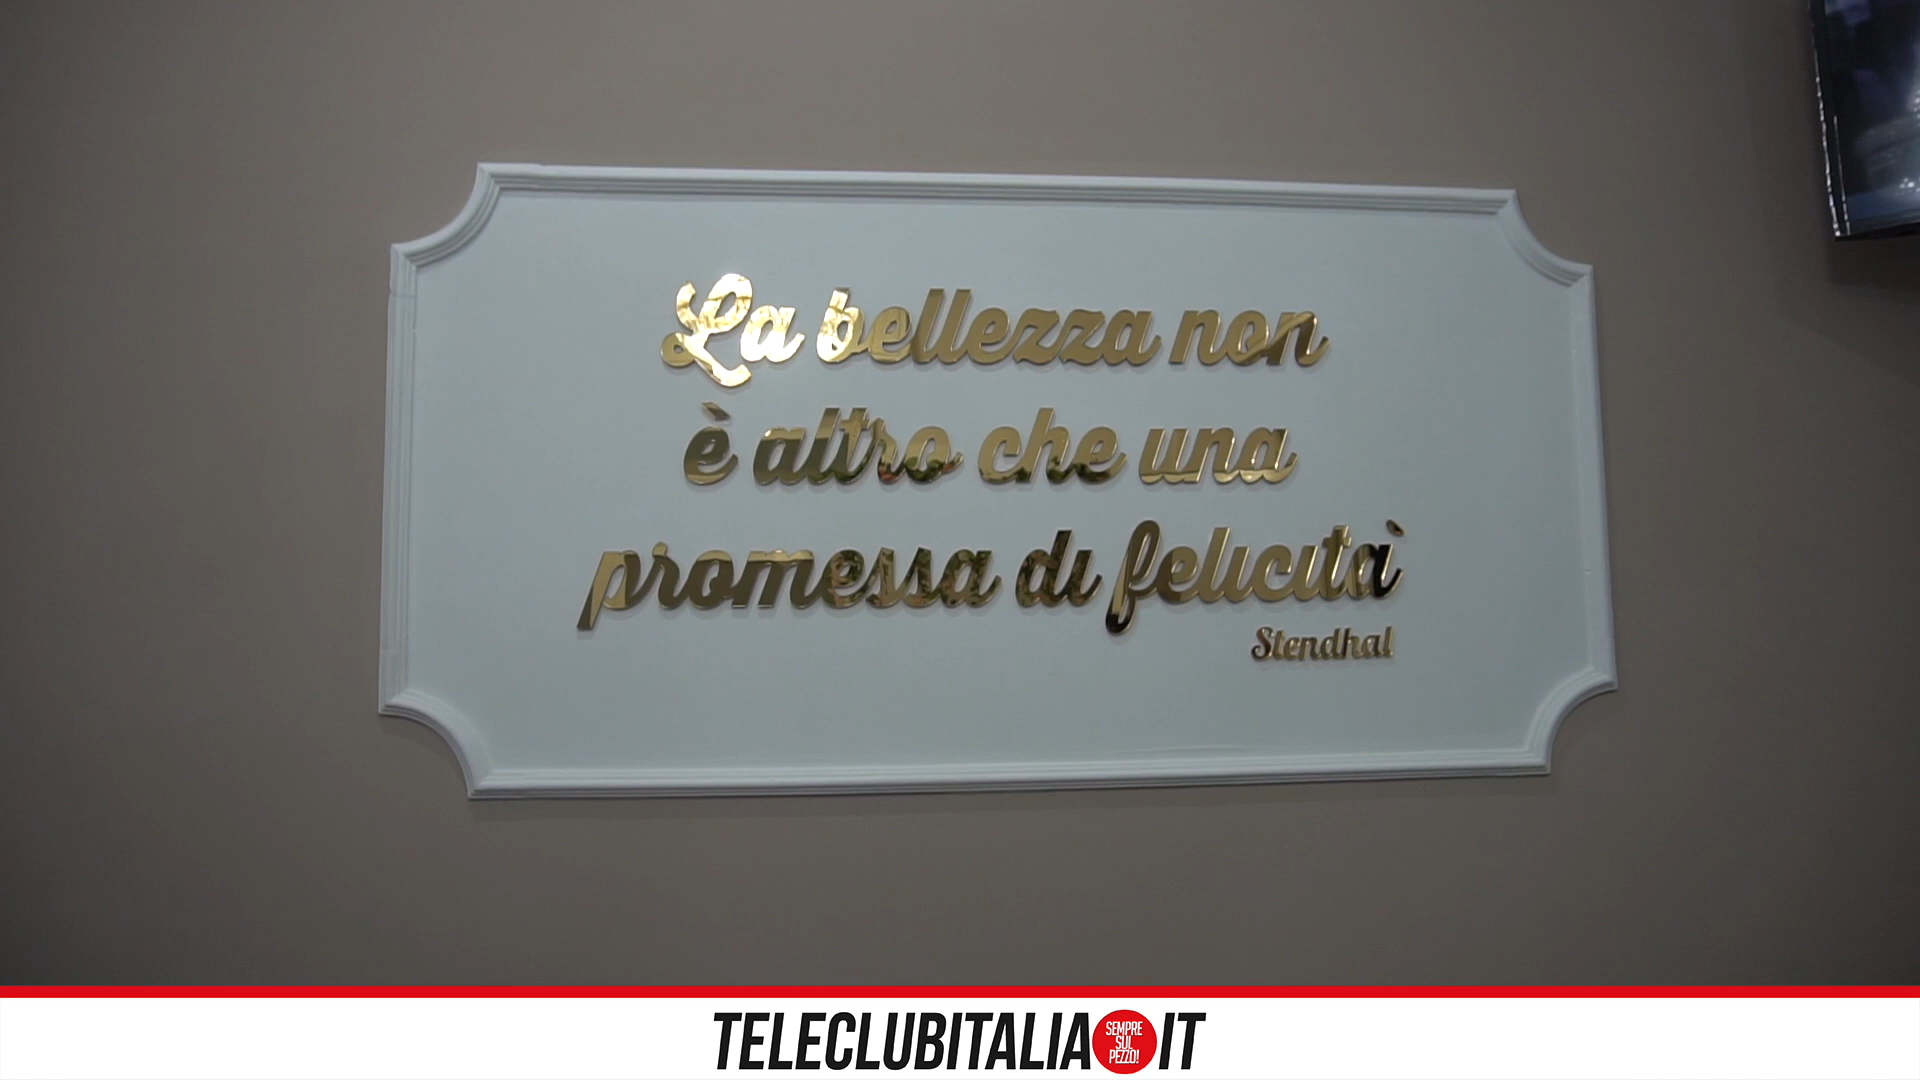 La bellezza non
è altro che una
promessa di felicità
Stendhal
TELECLUBITALIA.IT
SEMPRE
SUL
PEZZO!